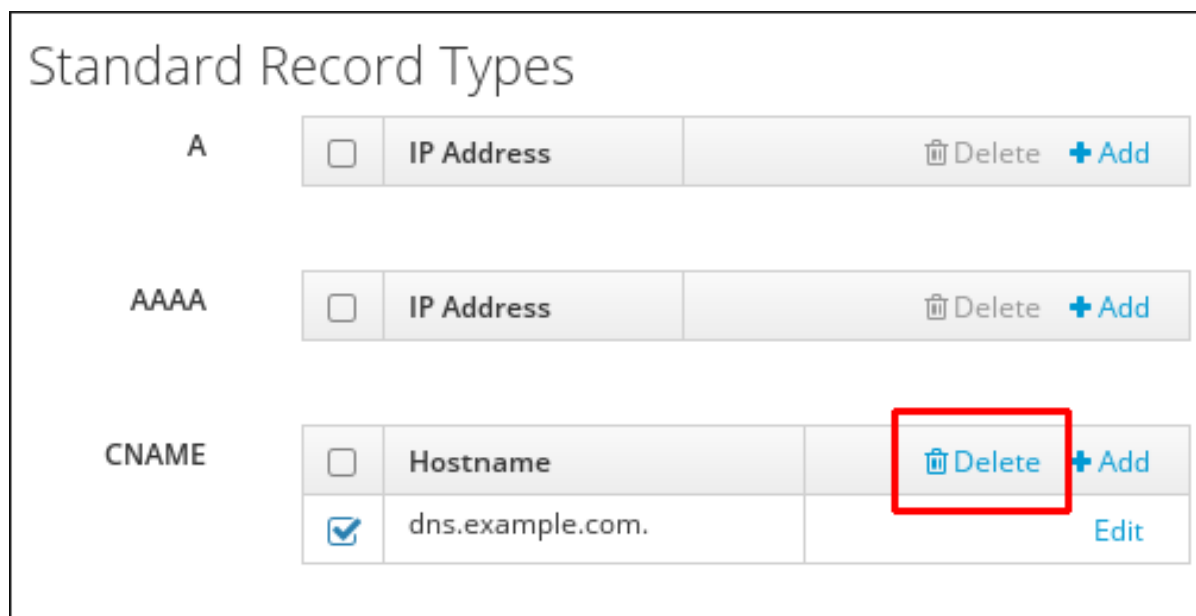 Standard Record Types
A IP Address Delete Add
AAAA IP Address Delete Add
CNAME Hostname Delete Add
dns.example.com. Edit